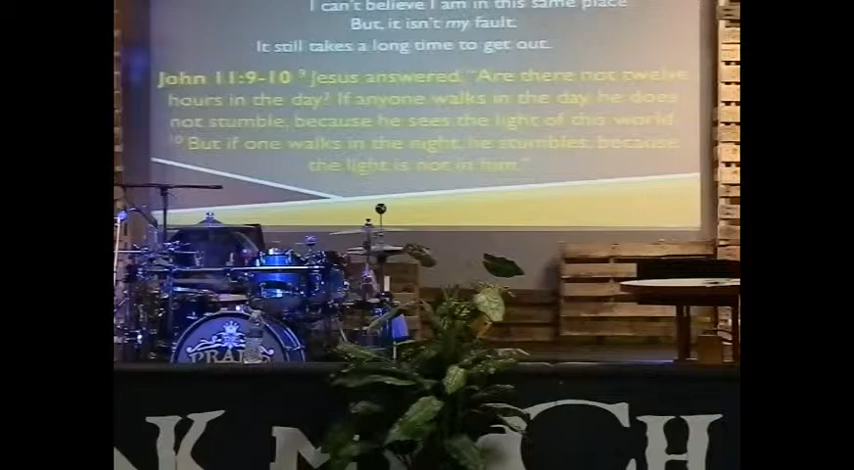 I can't believe I am in this same place
But, it isn't my fault.
It still takes a long time to get out.
John 11:9-10 ⁹ Jesus answered, "Are there not twelve
hours in the day? If anyone walks in the day, he does
not stumble, because he sees the light of this world.
¹⁰ But if one walks in the night, he stumbles, because
the light is not in him."
PRAISE